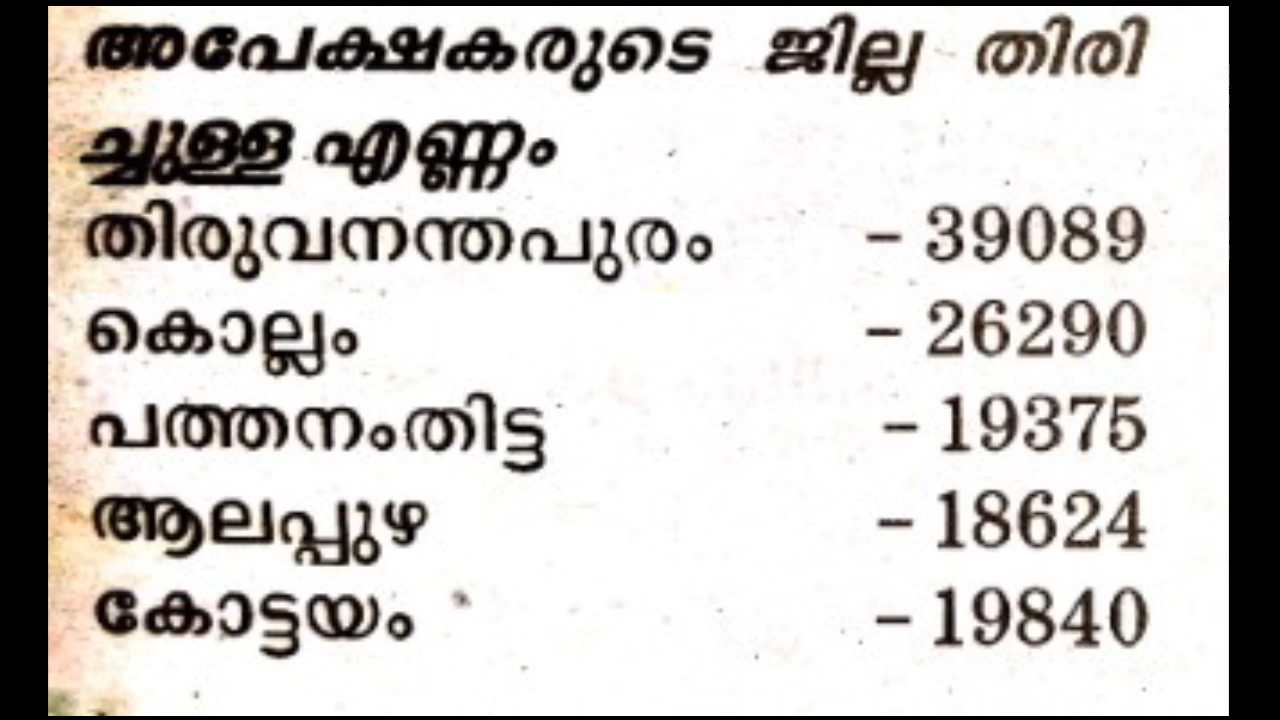 അപേക്ഷകരുടെ ജില്ല തിരി
ച്ചുള്ള എണ്ണം
തിരുവനന്തപുരം – 39089
കൊല്ലം – 26290
പത്തനംതിട്ട – 19375
ആലപ്പുഴ – 18624
കോട്ടയം – 19840